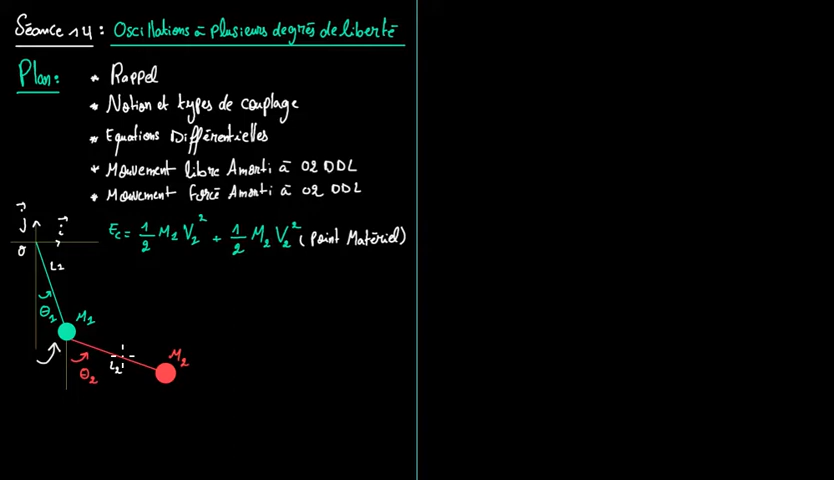 Séance 14 : Oscillations à plusieurs degrés de liberté
Plan :
* Rappel
* Notion et types de couplage
* Equations Différentielles
* Mouvement libre Amorti à 02 DDL
* Mouvement Forcé Amorti à 02 DDL
j
i
O
Ec = 1/2 M1 V1² + 1/2 M2 V2² (Point Matériel)
L1
θ1
M1
M2
L2
θ2